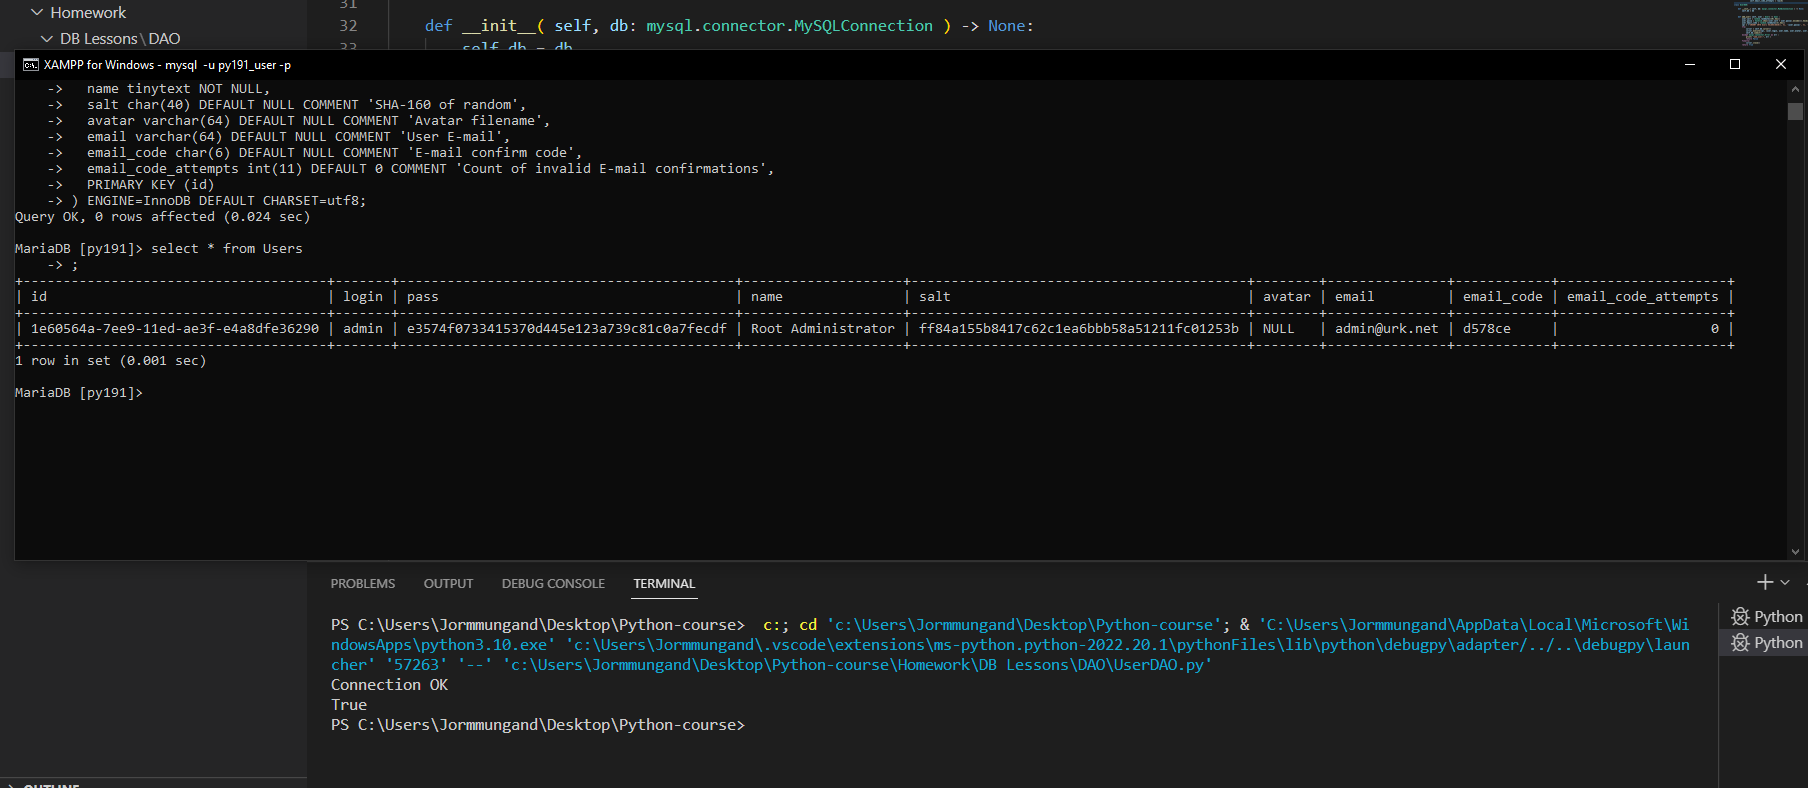 Homework
DB Lessons\DAO
31
32 def __init__( self, db: mysql.connector.MySQLConnection ) -> None:
33 self.db = db
XAMPP for Windows - mysql -u py191_user -p
-> name tinytext NOT NULL,
-> salt char(40) DEFAULT NULL COMMENT 'SHA-160 of random',
-> avatar varchar(64) DEFAULT NULL COMMENT 'Avatar filename',
-> email varchar(64) DEFAULT NULL COMMENT 'User E-mail',
-> email_code char(6) DEFAULT NULL COMMENT 'E-mail confirm code',
-> email_code_attempts int(11) DEFAULT 0 COMMENT 'Count of invalid E-mail confirmations',
-> PRIMARY KEY (id)
-> ) ENGINE=InnoDB DEFAULT CHARSET=utf8;
Query OK, 0 rows affected (0.024 sec)
MariaDB [py191]> select * from Users
-> ;
| id | login | pass | name | salt | avatar | email | email_code | email_code_attempts |
| 1e60564a-7ee9-11ed-ae3f-e4a8dfe36290 | admin | e3574f0733415370d445e123a739c81c0a7fecdf | Root Administrator | ff84a155b8417c62c1ea6bbb58a51211fc01253b | NULL | admin@urk.net | d578ce | 0 |
1 row in set (0.001 sec)
MariaDB [py191]>
PROBLEMS OUTPUT DEBUG CONSOLE TERMINAL
PS C:\Users\Jormmungand\Desktop\Python-course> c:; cd 'c:\Users\Jormmungand\Desktop\Python-course'; & 'C:\Users\Jormmungand\AppData\Local\Microsoft\Wi
ndowsApps\python3.10.exe' 'c:\Users\Jormmungand\.vscode\extensions\ms-python.python-2022.20.1\pythonFiles\lib\python\debugpy\adapter/../..\debugpy\laun
cher' '57263' '--' 'c:\Users\Jormmungand\Desktop\Python-course\Homework\DB Lessons\DAO\UserDAO.py'
Connection OK
True
PS C:\Users\Jormmungand\Desktop\Python-course>
Python
Python
OUTLINE